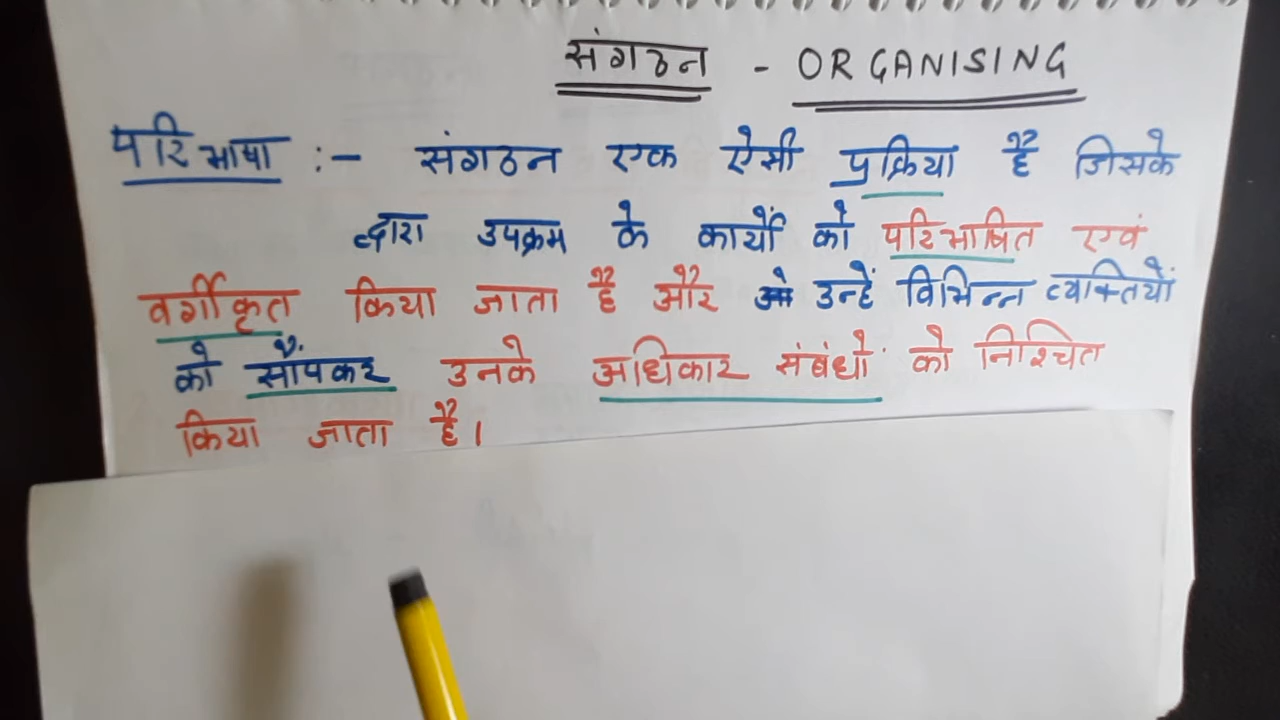 संगठन - ORGANISING
परिभाषा :- संगठन एक ऐसी प्रक्रिया है जिसके
द्वारा उपक्रम के कार्यों को परिभाषित एवं
वर्गीकृत किया जाता है और उन्हें विभिन्न व्यक्तियों
को सौंपकर उनके अधिकार संबंधों को निश्चित
किया जाता है।